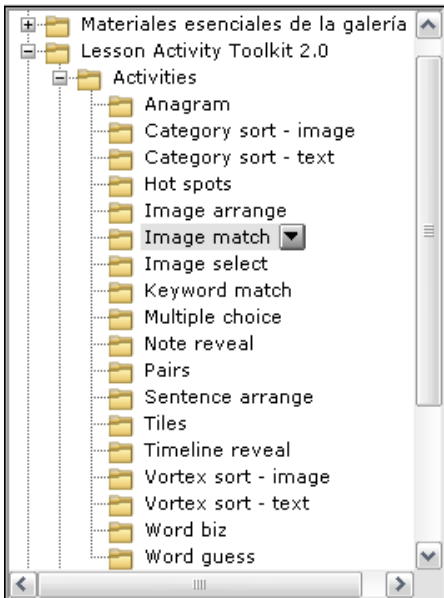 Materiales esenciales de la galería
Lesson Activity Toolkit 2.0
Activities
Anagram
Category sort - image
Category sort - text
Hot spots
Image arrange
Image match
Image select
Keyword match
Multiple choice
Note reveal
Pairs
Sentence arrange
Tiles
Timeline reveal
Vortex sort - image
Vortex sort - text
Word biz
Word guess